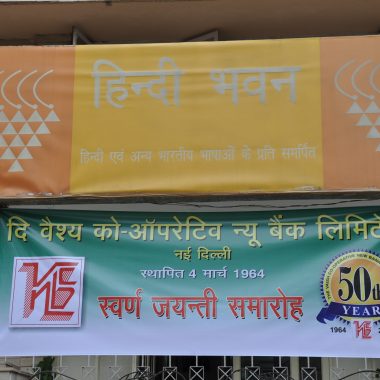 हिन्दी भवन
हिन्दी एवं अन्य भारतीय भाषाओं के प्रति समर्पित
दि वैश्य को-ऑपरेटिव न्यू बैंक लिमिटे
नई दिल्ली
स्थापित 4 मार्च 1964
स्वर्ण जयन्ती समारोह
50th
YEAR
1964